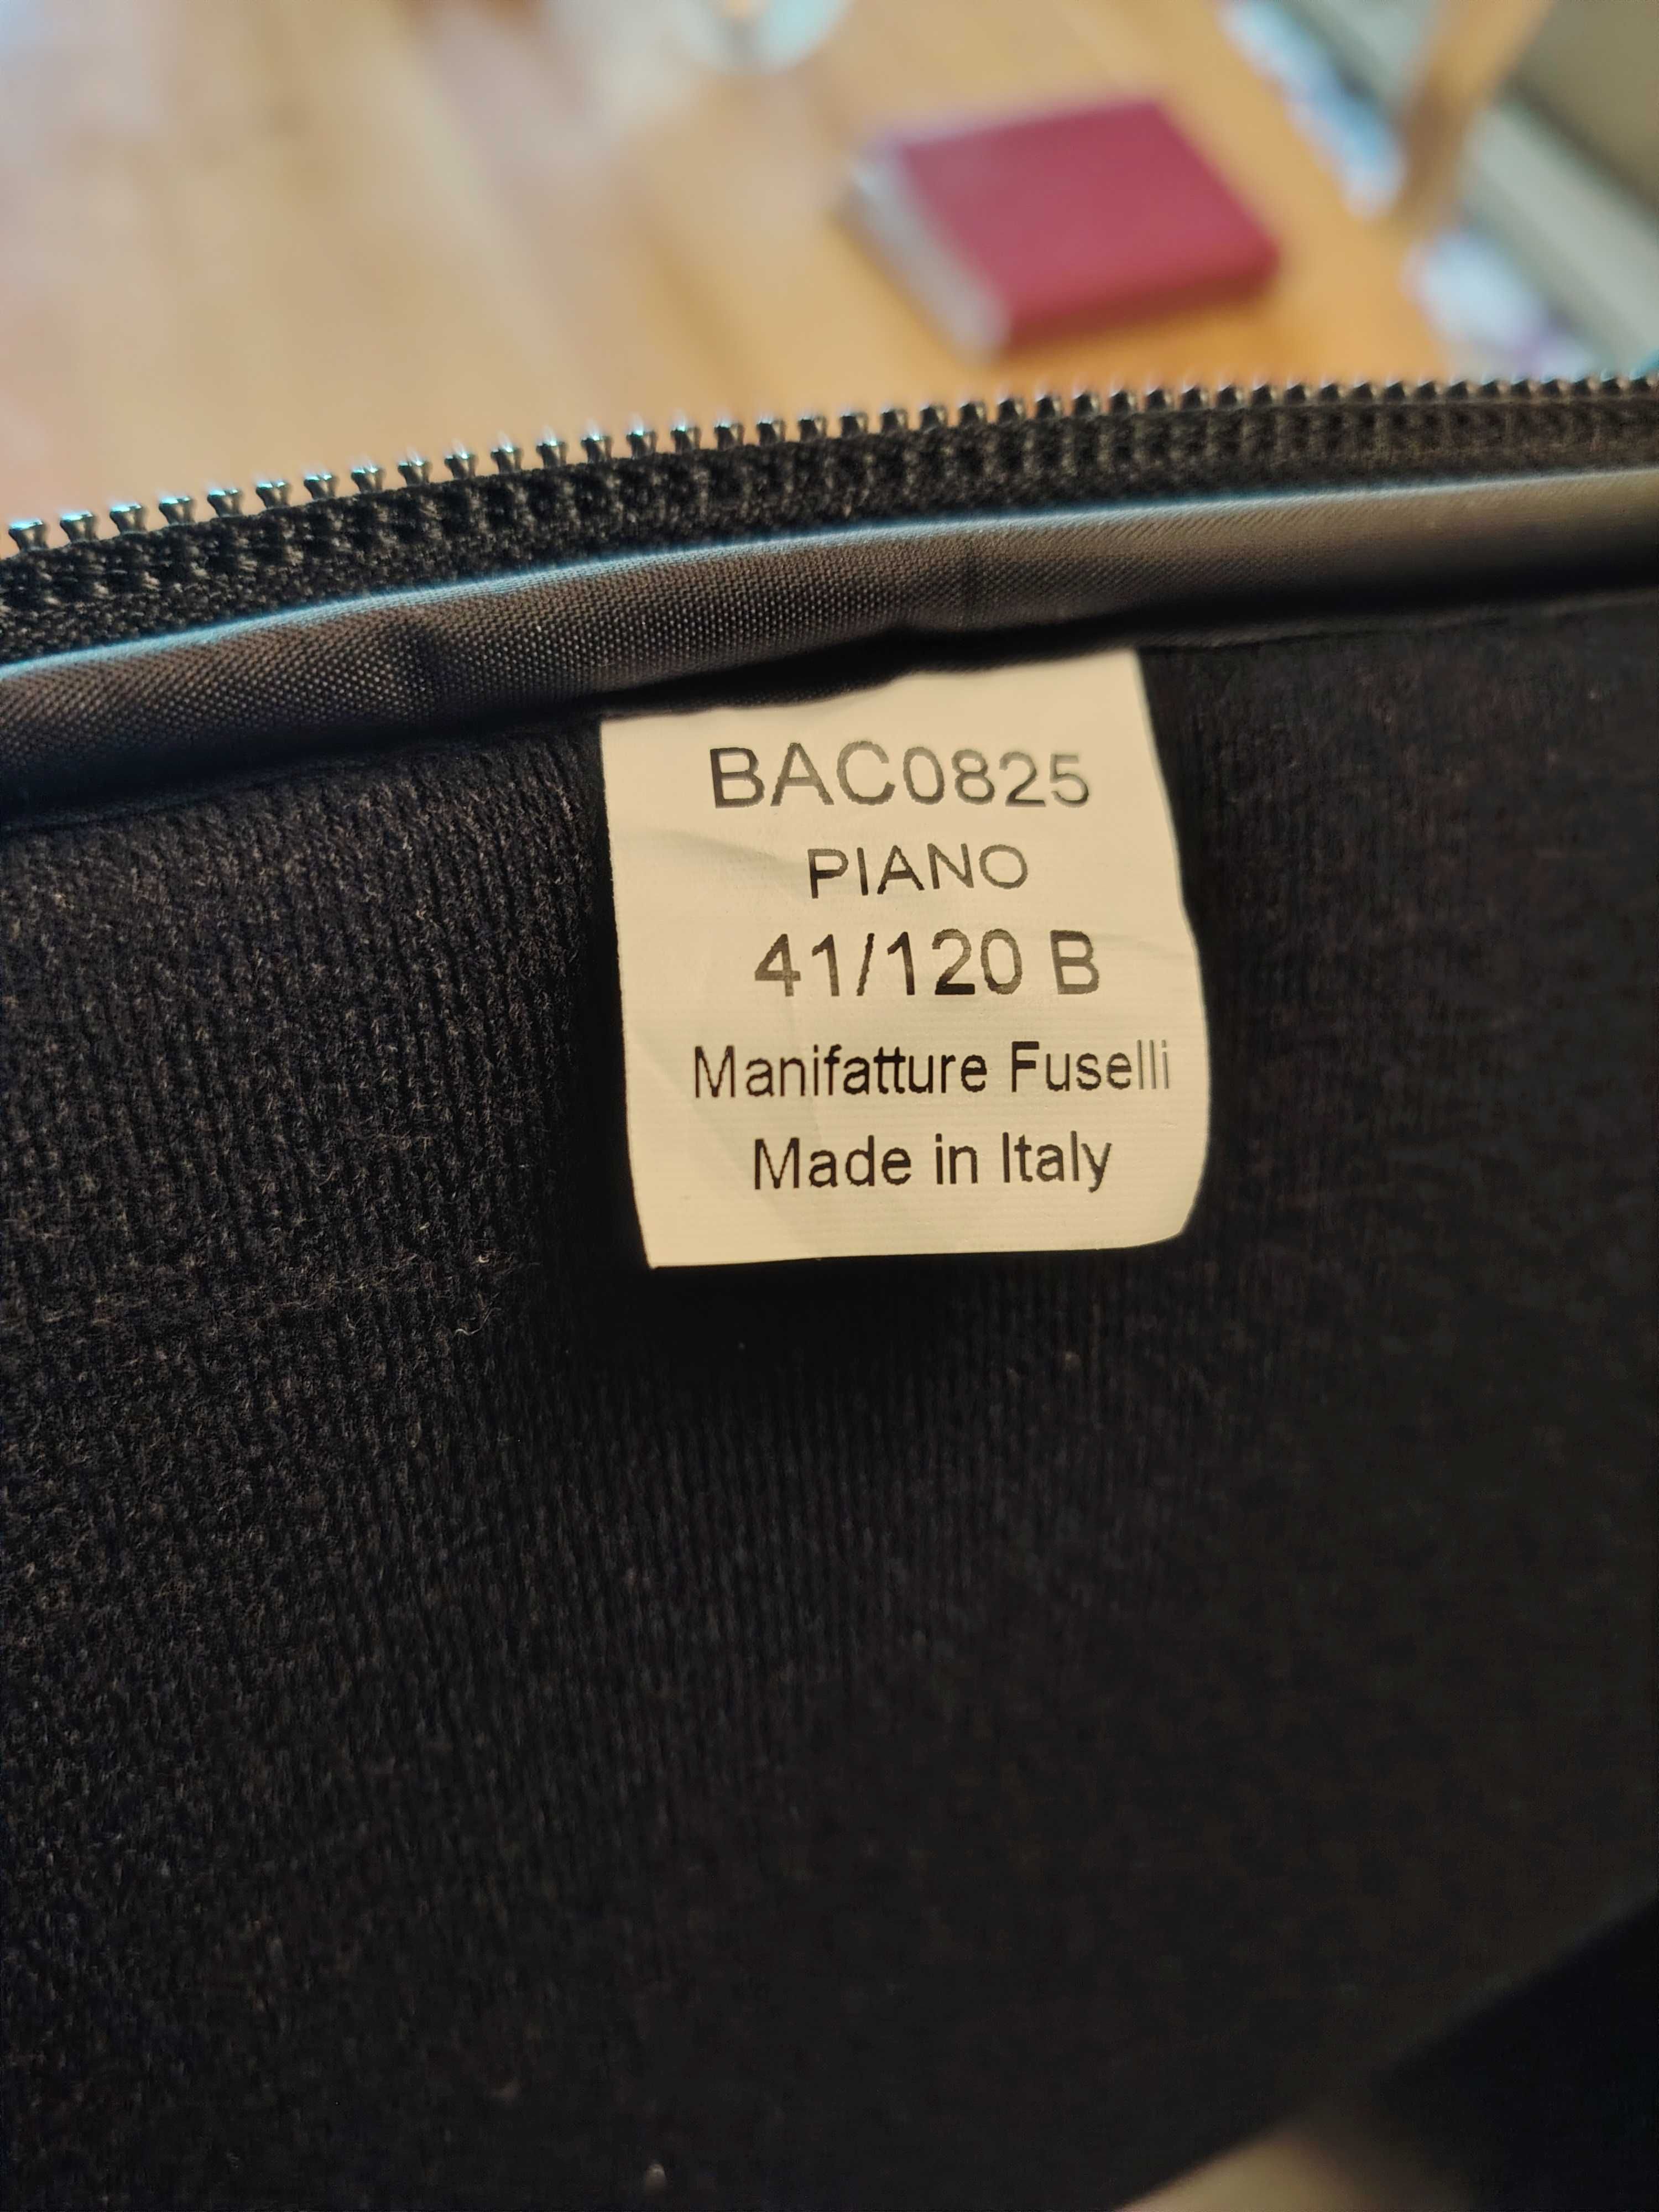 BAC0825
PIANO
41/120 B
Manifatture Fuselli
Made in Italy